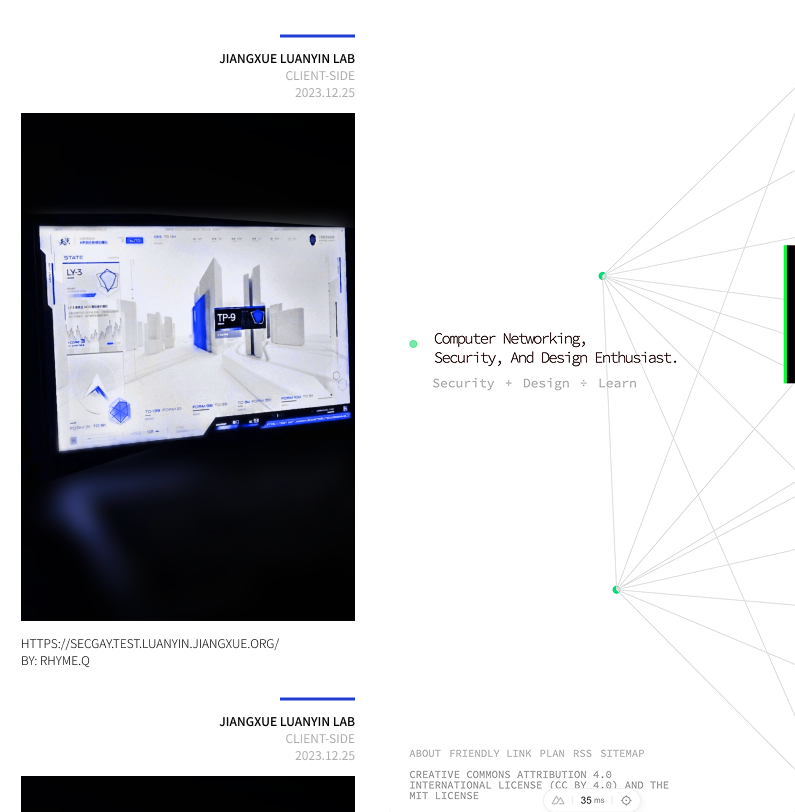 JIANGXUE LUANYIN LAB
CLIENT-SIDE
2023.12.25
STATE
LY-3
TP-9
HTTPS://SECGAY.TEST.LUANYIN.JIANGXUE.ORG/
BY: RHYME.Q
JIANGXUE LUANYIN LAB
CLIENT-SIDE
2023.12.25
Computer Networking,
Security, And Design Enthusiast.
Security + Design ÷ Learn
ABOUT FRIENDLY LINK PLAN RSS SITEMAP
CREATIVE COMMONS ATTRIBUTION 4.0
INTERNATIONAL LICENSE (CC BY 4.0) AND THE
MIT LICENSE
35 ms